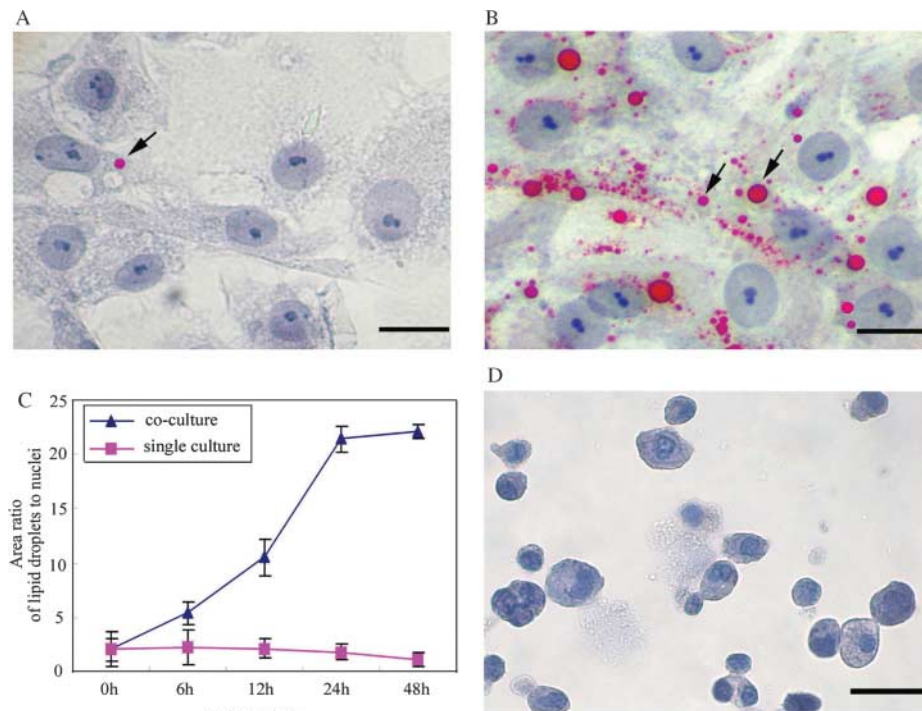 A
B
C
25
20
15
10
5
0
co-culture
single culture
Area ratio
of lipid droplets to nuclei
0h
6h
12h
24h
48h
D